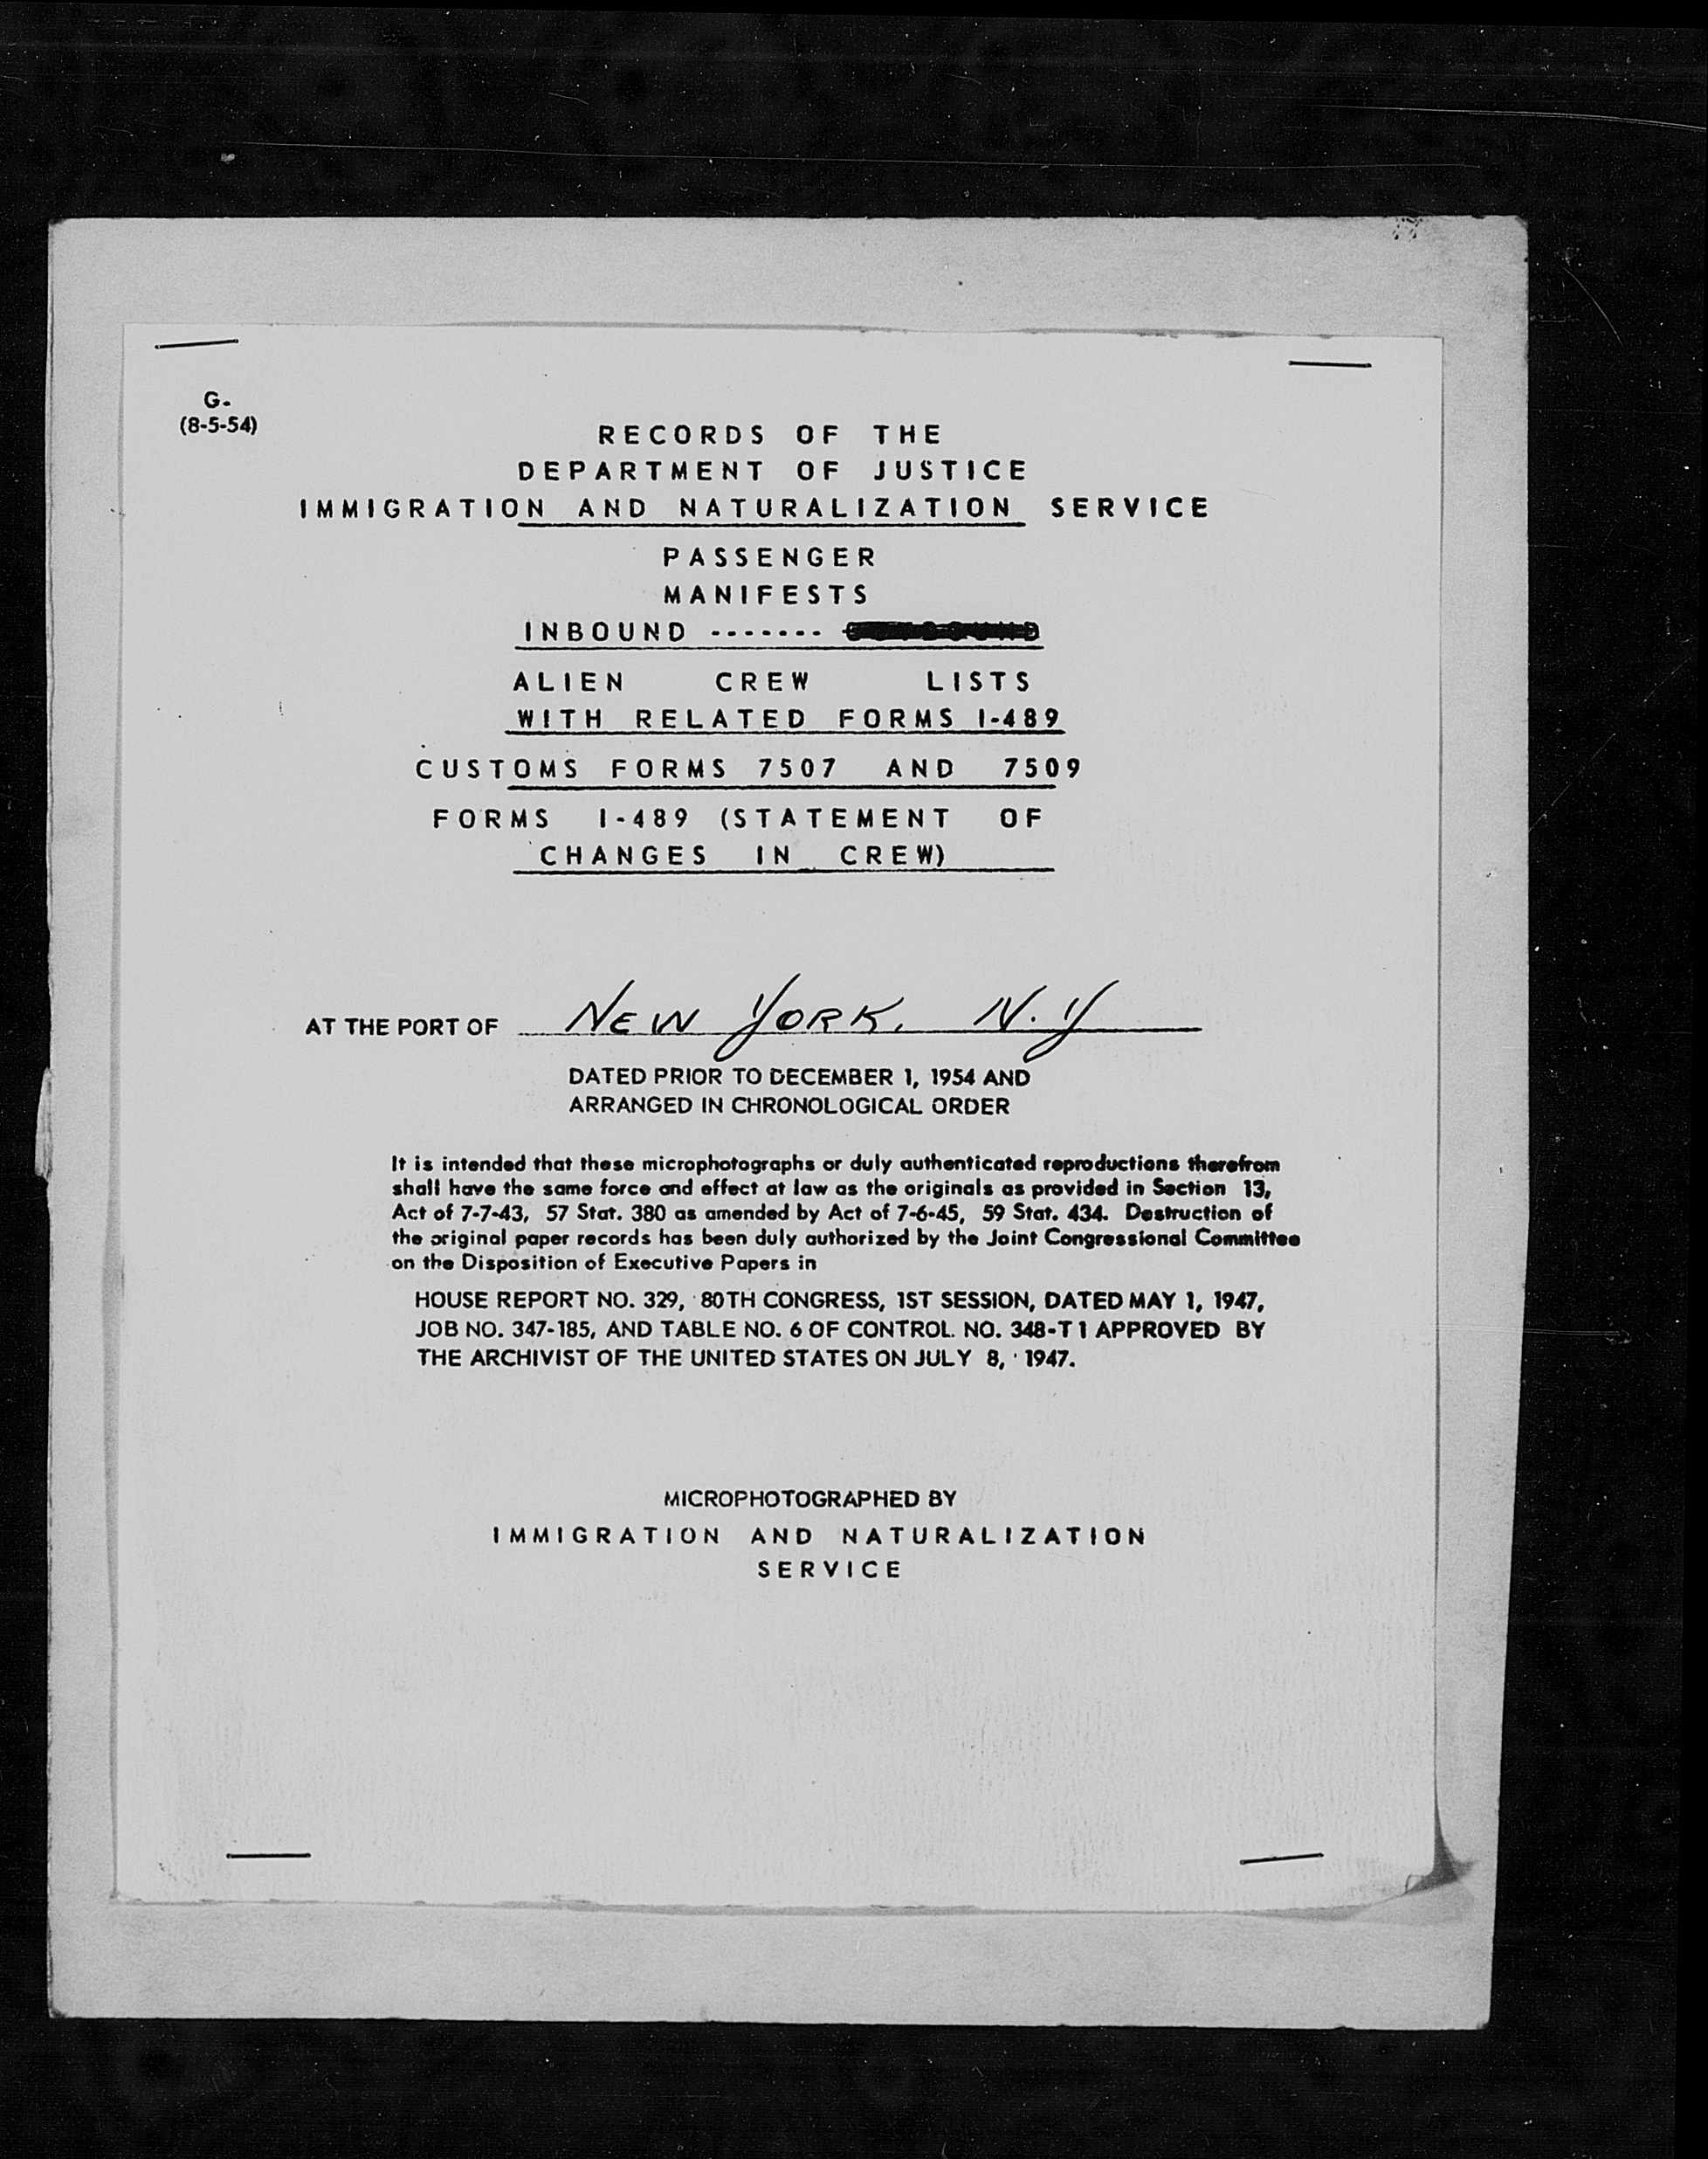 G-
(8-5-54)
RECORDS OF THE
DEPARTMENT OF JUSTICE
IMMIGRATION AND NATURALIZATION SERVICE
PASSENGER
MANIFESTS
INBOUND -------
ALIEN CREW LISTS
WITH RELATED FORMS I-489
CUSTOMS FORMS 7507 AND 7509
FORMS I-489 (STATEMENT OF
CHANGES IN CREW)
AT THE PORT OF NEW YORK, N.Y
DATED PRIOR TO DECEMBER 1, 1954 AND
ARRANGED IN CHRONOLOGICAL ORDER
It is intended that these microphotographs or duly authenticated reproductions therefrom
shall have the same force and effect at law as the originals as provided in Section 13,
Act of 7-7-43, 57 Stat. 380 as amended by Act of 7-6-45, 59 Stat. 434. Destruction of
the original paper records has been duly authorized by the Joint Congressional Committee
on the Disposition of Executive Papers in
HOUSE REPORT NO. 329, 80TH CONGRESS, 1ST SESSION, DATED MAY 1, 1947,
JOB NO. 347-185, AND TABLE NO. 6 OF CONTROL NO. 348-T1 APPROVED BY
THE ARCHIVIST OF THE UNITED STATES ON JULY 8, 1947.
MICROPHOTOGRAPHED BY
IMMIGRATION AND NATURALIZATION
SERVICE